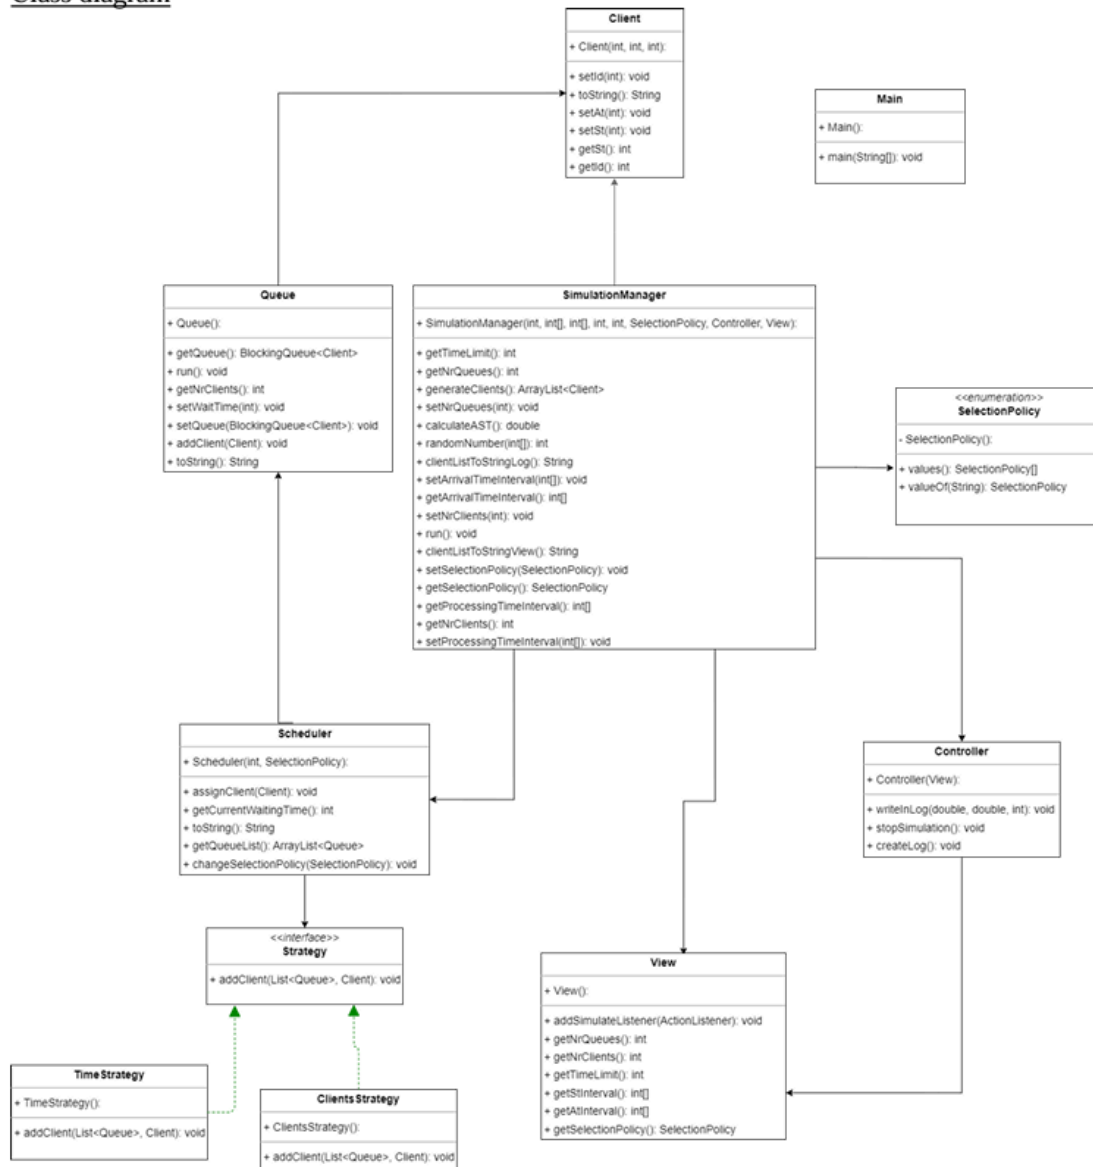 Class diagram
Client
+ Client(int, int, int):
+ setId(int): void
+ toString(): String
+ setAt(int): void
+ setSt(int): void
+ getSt(): int
+ getId(): int
Main
+ Main():
+ main(String[]): void
Queue
+ Queue():
+ getQueue(): BlockingQueue<Client>
+ run(): void
+ getNrClients(): int
+ setWaitTime(int): void
+ setQueue(BlockingQueue<Client>): void
+ addClient(Client): void
+ toString(): String
SimulationManager
+ SimulationManager(int, int[], int[], int, int, SelectionPolicy, Controller, View):
+ getTimeLimit(): int
+ getNrQueues(): int
+ generateClients(): ArrayList<Client>
+ setNrQueues(int): void
+ calculateAST(): double
+ randomNumber(int[]): int
+ clientListToStringLog(): String
+ setArrivalTimeInterval(int[]): void
+ getArrivalTimeInterval(): int[]
+ setNrClients(int): void
+ run(): void
+ clientListToStringView(): String
+ setSelectionPolicy(SelectionPolicy): void
+ getSelectionPolicy(): SelectionPolicy
+ getProcessingTimeInterval(): int[]
+ getNrClients(): int
+ setProcessingTimeInterval(int[]): void
<<enumeration>>
SelectionPolicy
- SelectionPolicy():
+ values(): SelectionPolicy[]
+ valueOf(String): SelectionPolicy
Scheduler
+ Scheduler(int, SelectionPolicy):
+ assignClient(Client): void
+ getCurrentWaitingTime(): int
+ toString(): String
+ getQueueList(): ArrayList<Queue>
+ changeSelectionPolicy(SelectionPolicy): void
Controller
+ Controller(View):
+ writeInLog(double, double, int): void
+ stopSimulation(): void
+ createLog(): void
<<interface>>
Strategy
+ addClient(List<Queue>, Client): void
View
+ View():
+ addSimulateListener(ActionListener): void
+ getNrQueues(): int
+ getNrClients(): int
+ getTimeLimit(): int
+ getStInterval(): int[]
+ getAtInterval(): int[]
+ getSelectionPolicy(): SelectionPolicy
TimeStrategy
+ TimeStrategy():
+ addClient(List<Queue>, Client): void
ClientsStrategy
+ ClientsStrategy():
+ addClient(List<Queue>, Client): void